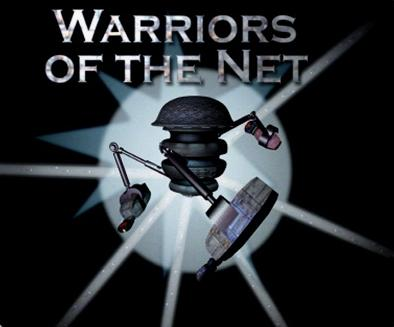 WARRIORS
OF THE NET